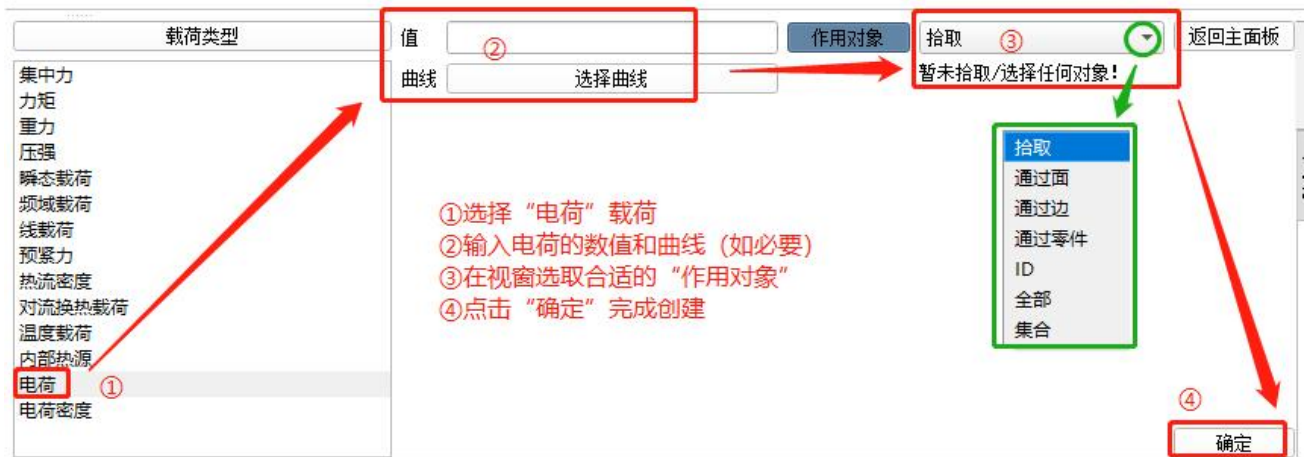 载荷类型
集中力
力矩
重力
压强
瞬态载荷
频域载荷
线载荷
预紧力
热流密度
对流换热载荷
温度载荷
内部热源
电荷 ①
电荷密度
值 ②
曲线 选择曲线
作用对象 拾取 ③
返回主面板
暂未拾取/选择任何对象!
拾取
通过面
通过边
通过零件
ID
全部
集合
①选择“电荷”载荷
②输入电荷的数值和曲线（如必要）
③在视窗选取合适的“作用对象”
④点击“确定”完成创建
④
确定